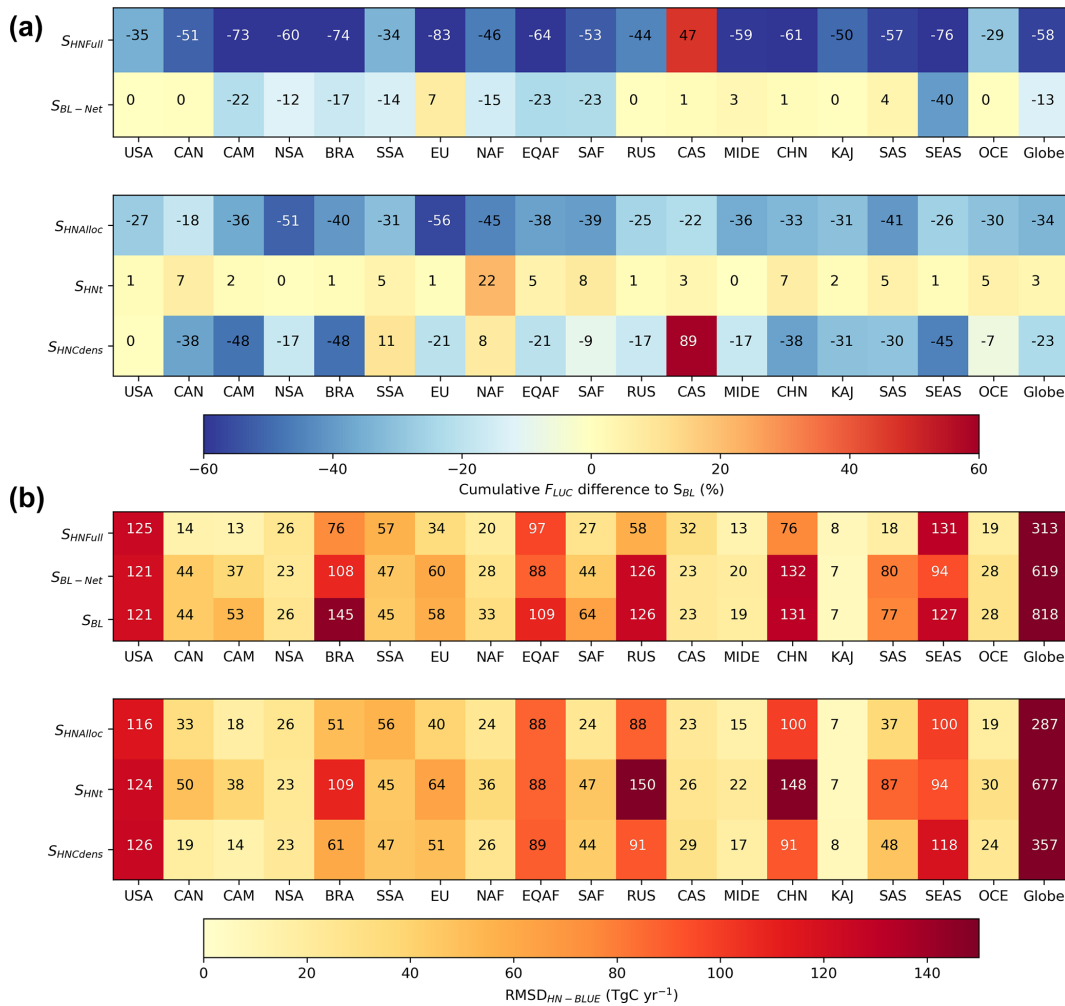 (a)
S_HNFull -35 -51 -73 -60 -74 -34 -83 -46 -64 -53 -44 47 -59 -61 -50 -57 -76 -29 -58
S_BL−Net 0 0 -22 -12 -17 -14 7 -15 -23 -23 0 1 3 1 0 4 -40 0 -13
USA CAN CAM NSA BRA SSA EU NAF EQAF SAF RUS CAS MIDE CHN KAJ SAS SEAS OCE Globe
S_HNAlloc -27 -18 -36 -51 -40 -31 -56 -45 -38 -39 -25 -22 -36 -33 -31 -41 -26 -30 -34
S_HNt 1 7 2 0 1 5 1 22 5 8 1 3 0 7 2 5 1 5 3
S_HNCdens 0 -38 -48 -17 -48 11 -21 8 -21 -9 -17 89 -17 -38 -31 -30 -45 -7 -23
USA CAN CAM NSA BRA SSA EU NAF EQAF SAF RUS CAS MIDE CHN KAJ SAS SEAS OCE Globe
−60 −40 −20 0 20 40 60
Cumulative F_LUC difference to S_BL (%)
(b)
S_HNFull 125 14 13 26 76 57 34 20 97 27 58 32 13 76 8 18 131 19 313
S_BL−Net 121 44 37 23 108 47 60 28 88 44 126 23 20 132 7 80 94 28 619
S_BL 121 44 53 26 145 45 58 33 109 64 126 23 19 131 7 77 127 28 818
USA CAN CAM NSA BRA SSA EU NAF EQAF SAF RUS CAS MIDE CHN KAJ SAS SEAS OCE Globe
S_HNAlloc 116 33 18 26 51 56 40 24 88 24 88 23 15 100 7 37 100 19 287
S_HNt 124 50 38 23 109 45 64 36 88 47 150 26 22 148 7 87 94 30 677
S_HNCdens 126 19 14 23 61 47 51 26 89 44 91 29 17 91 8 48 118 24 357
USA CAN CAM NSA BRA SSA EU NAF EQAF SAF RUS CAS MIDE CHN KAJ SAS SEAS OCE Globe
0 20 40 60 80 100 120 140
RMSD_HN−BLUE (TgC yr⁻¹)